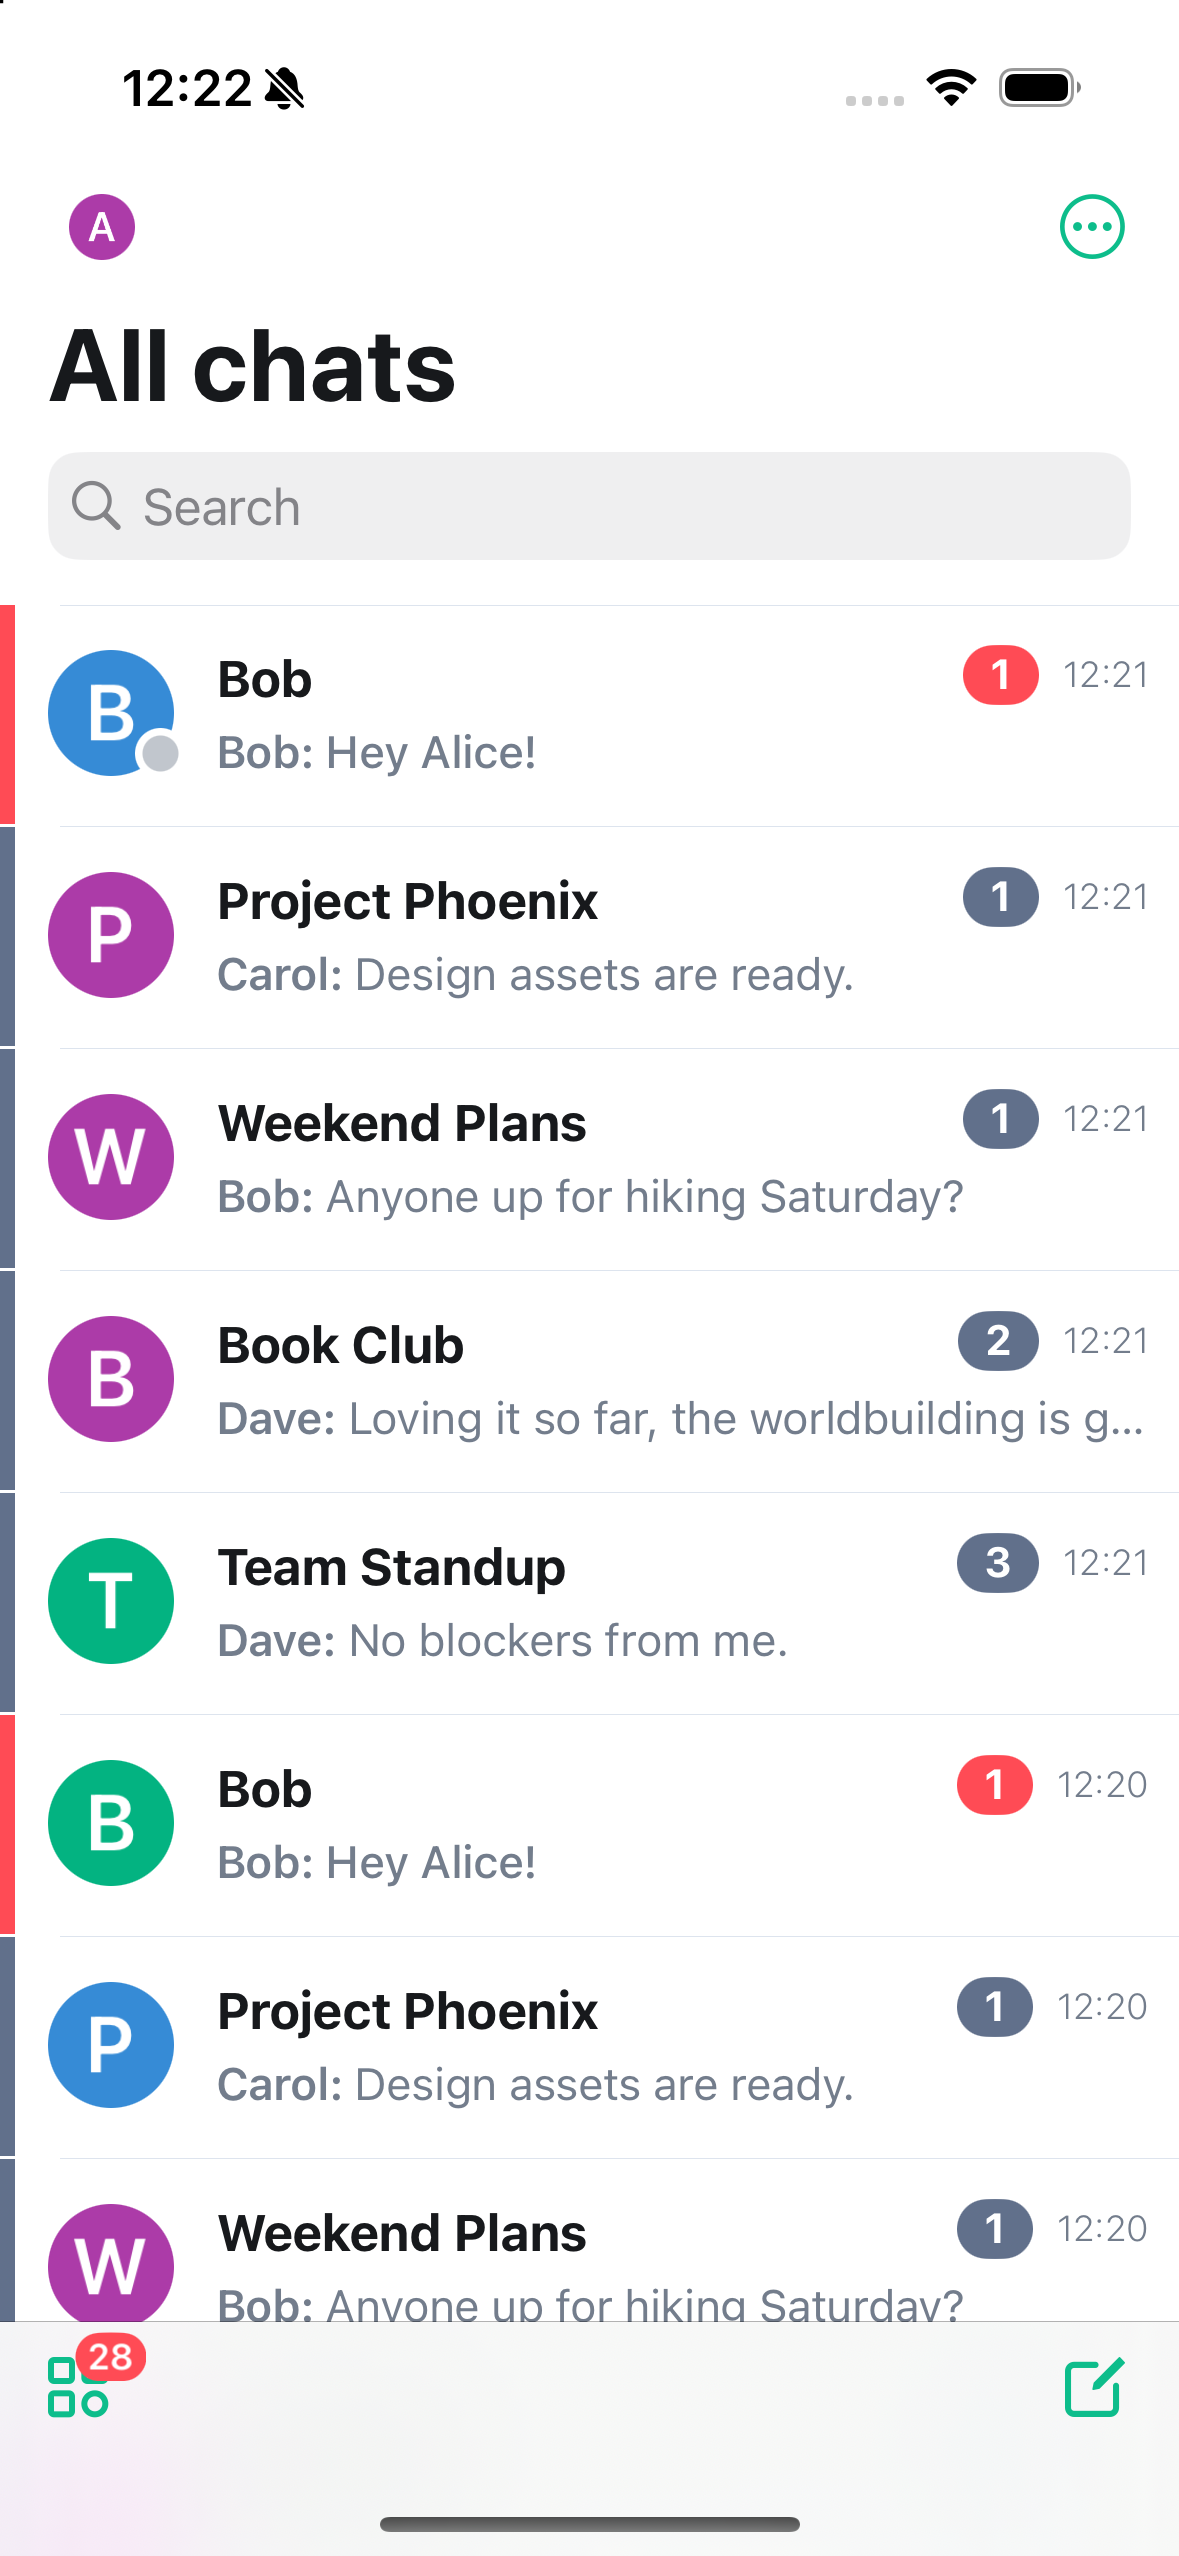 12:22
A
All chats
Search
B
Bob
1
12:21
Bob: Hey Alice!
P
Project Phoenix
1
12:21
Carol: Design assets are ready.
W
Weekend Plans
1
12:21
Bob: Anyone up for hiking Saturday?
B
Book Club
2
12:21
Dave: Loving it so far, the worldbuilding is g...
T
Team Standup
3
12:21
Dave: No blockers from me.
B
Bob
1
12:20
Bob: Hey Alice!
P
Project Phoenix
1
12:20
Carol: Design assets are ready.
W
Weekend Plans
1
12:20
Bob: Anyone up for hiking Saturday?
28